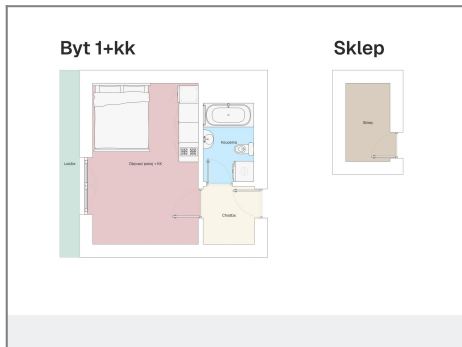 Byt 1+kk
Sklep
Sklep
Koupelna
Lodžie
Obývací pokoj + KK
Chodba